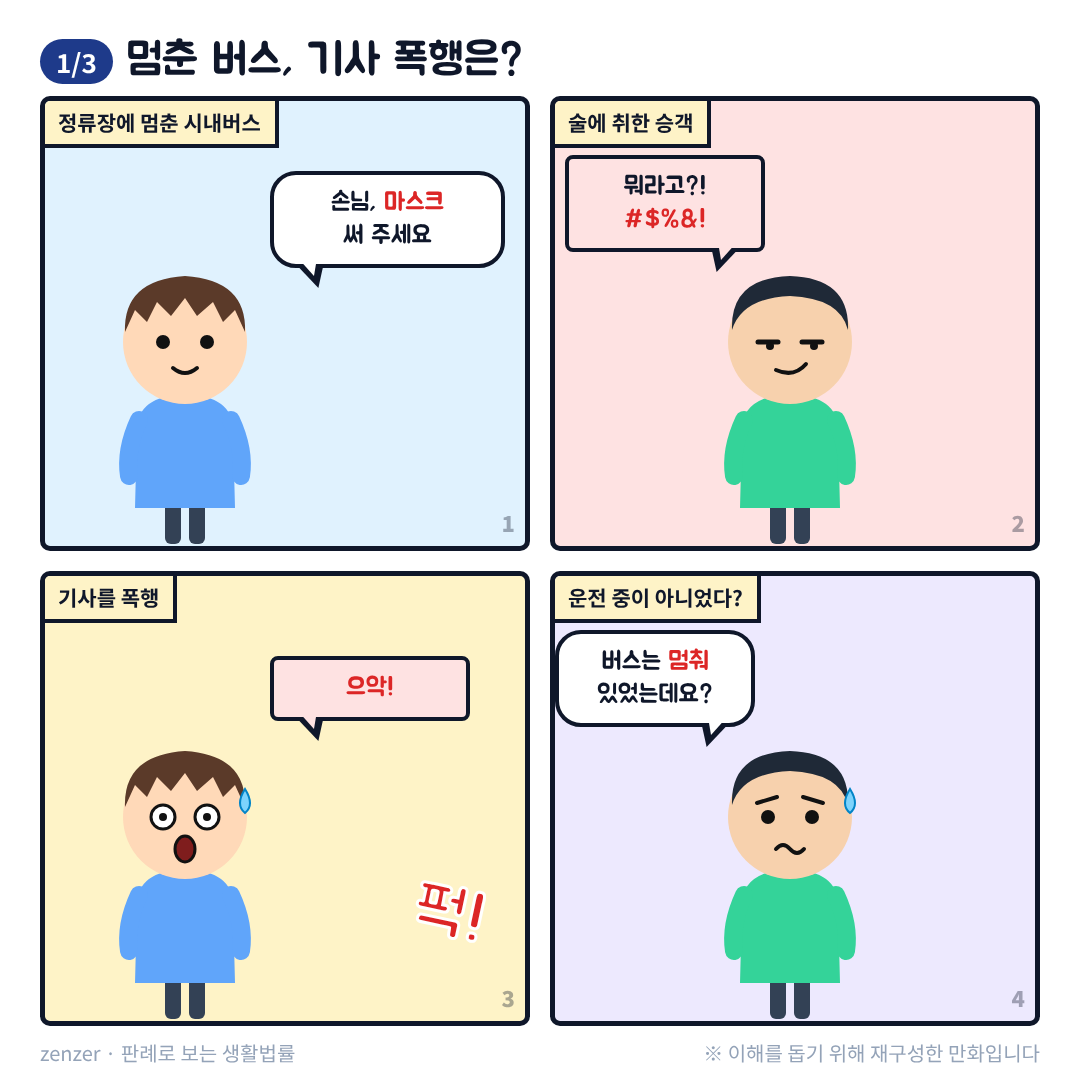 1/3 멈춘 버스, 기사 폭행은?
정류장에 멈춘 시내버스
손님, 마스크
써 주세요
1
술에 취한 승객
뭐라고?!
#$%&!
2
기사를 폭행
으악!
퍽!
3
운전 중이 아니었다?
버스는 멈춰
있었는데요?
4
zenzer · 판례로 보는 생활법률
※ 이해를 돕기 위해 재구성한 만화입니다